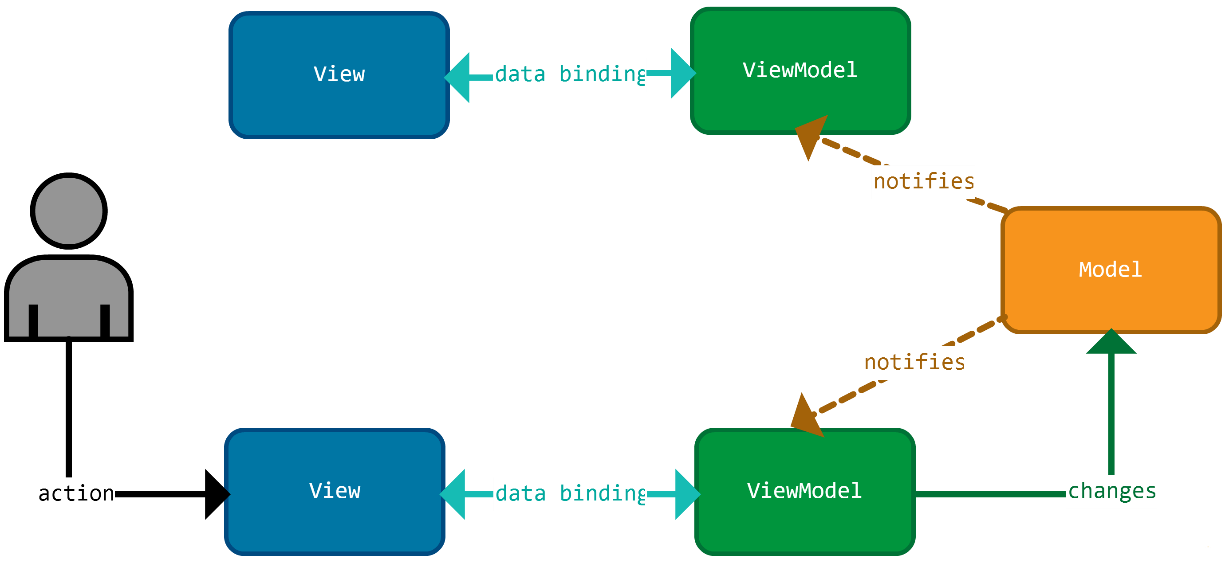 View
data binding
ViewModel
notifies
Model
notifies
action
View
data binding
ViewModel
changes